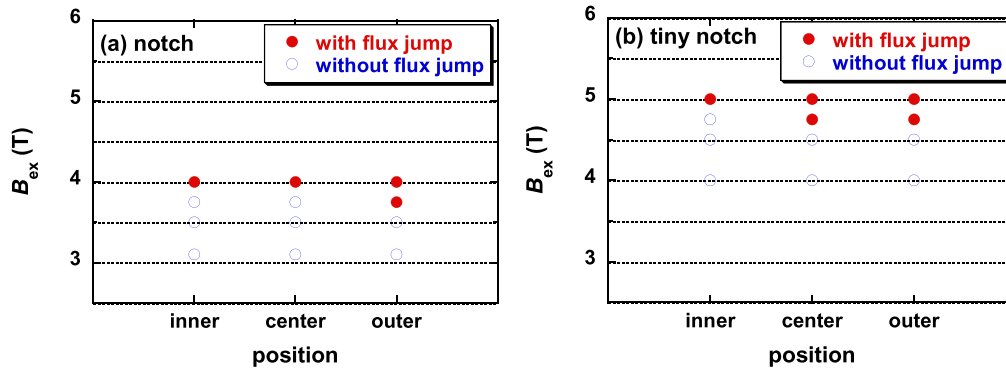 (a) notch
with flux jump
without flux jump
6
5
4
3
Bex (T)
inner center outer
position
(b) tiny notch
with flux jump
without flux jump
6
5
4
3
Bex (T)
inner center outer
position